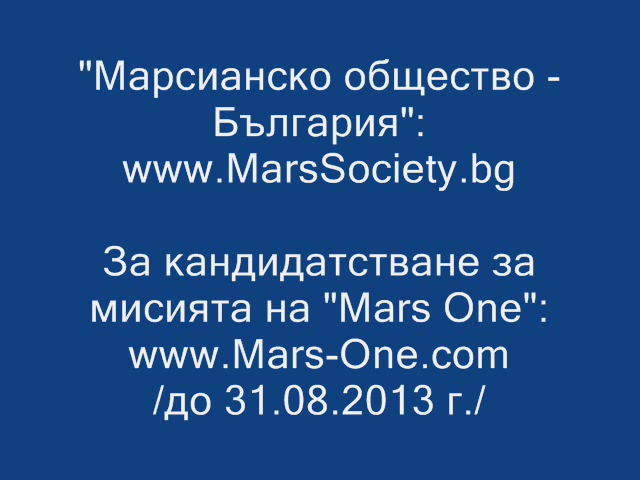 "Марсианско общество -
България":
www.MarsSociety.bg
За кандидатстване за
мисията на "Mars One":
www.Mars-One.com
/до 31.08.2013 г./